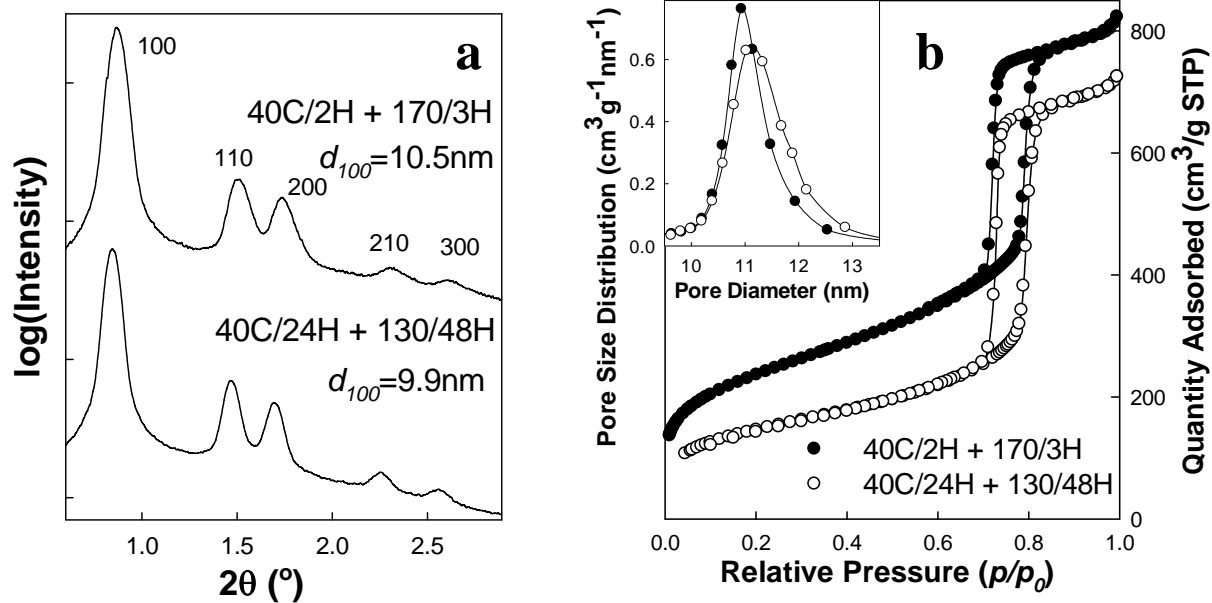 a
100
40C/2H + 170/3H
d100=10.5nm
110
200
210
300
40C/24H + 130/48H
d100=9.9nm
log(Intensity)
1.0
1.5
2.0
2.5
2θ (º)
b
Pore Size Distribution (cm3g-1nm-1)
0.6
0.4
0.2
0.0
10
11
12
13
Pore Diameter (nm)
40C/2H + 170/3H
40C/24H + 130/48H
0.0
0.2
0.4
0.6
0.8
1.0
Relative Pressure (p/p0)
800
600
400
200
0
Quantity Adsorbed (cm3/g STP)